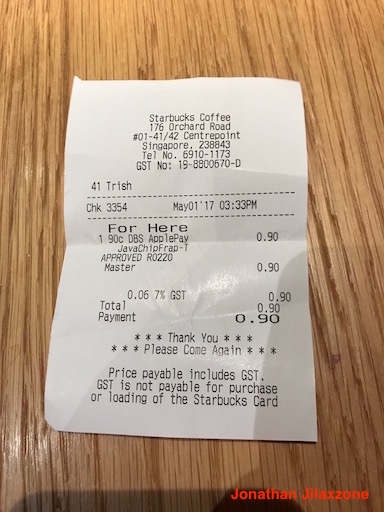 Starbucks Coffee
176 Orchard Road
#01-41/42 Centrepoint
Singapore, 238843
Tel No. 6910-1173
GST No: 19-8800670-D
41 Trish
Chk 3354 May01'17 03:33PM
For Here
1 90c DBS ApplePay 0.90
JavaChipFrap-T
APPROVED R0220
Master 0.90
0.06 7% GST 0.90
Total 0.90
Payment 0.90
* * * Thank You * * *
* * * Please Come Again * * *
Price payable includes GST.
GST is not payable for purchase
or loading of the Starbucks Card
Jonathan Jilaxzone